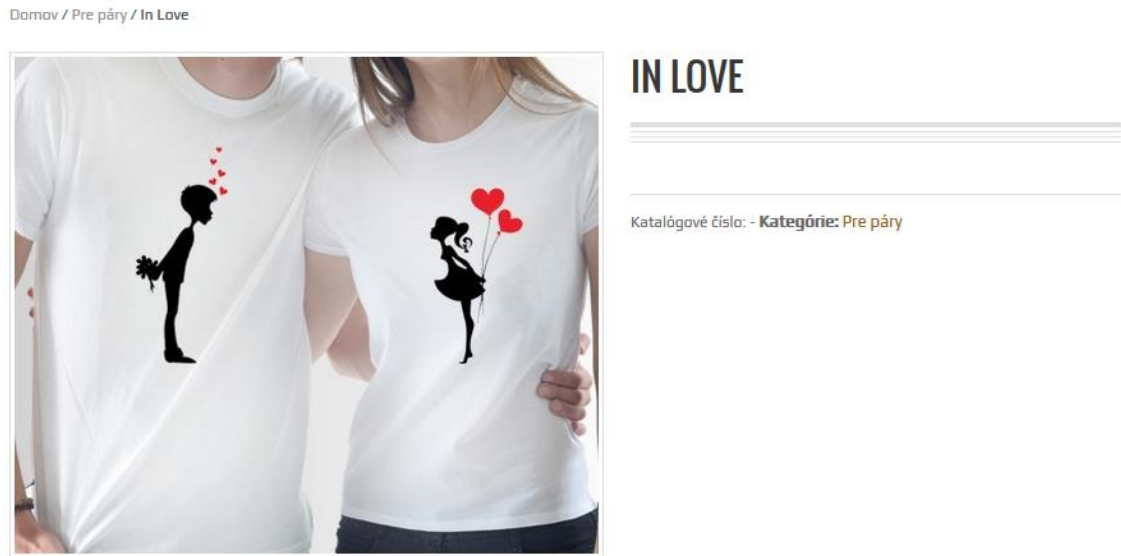 Domov / Pre páry / In Love
IN LOVE
Katalógové číslo: - Kategórie: Pre páry